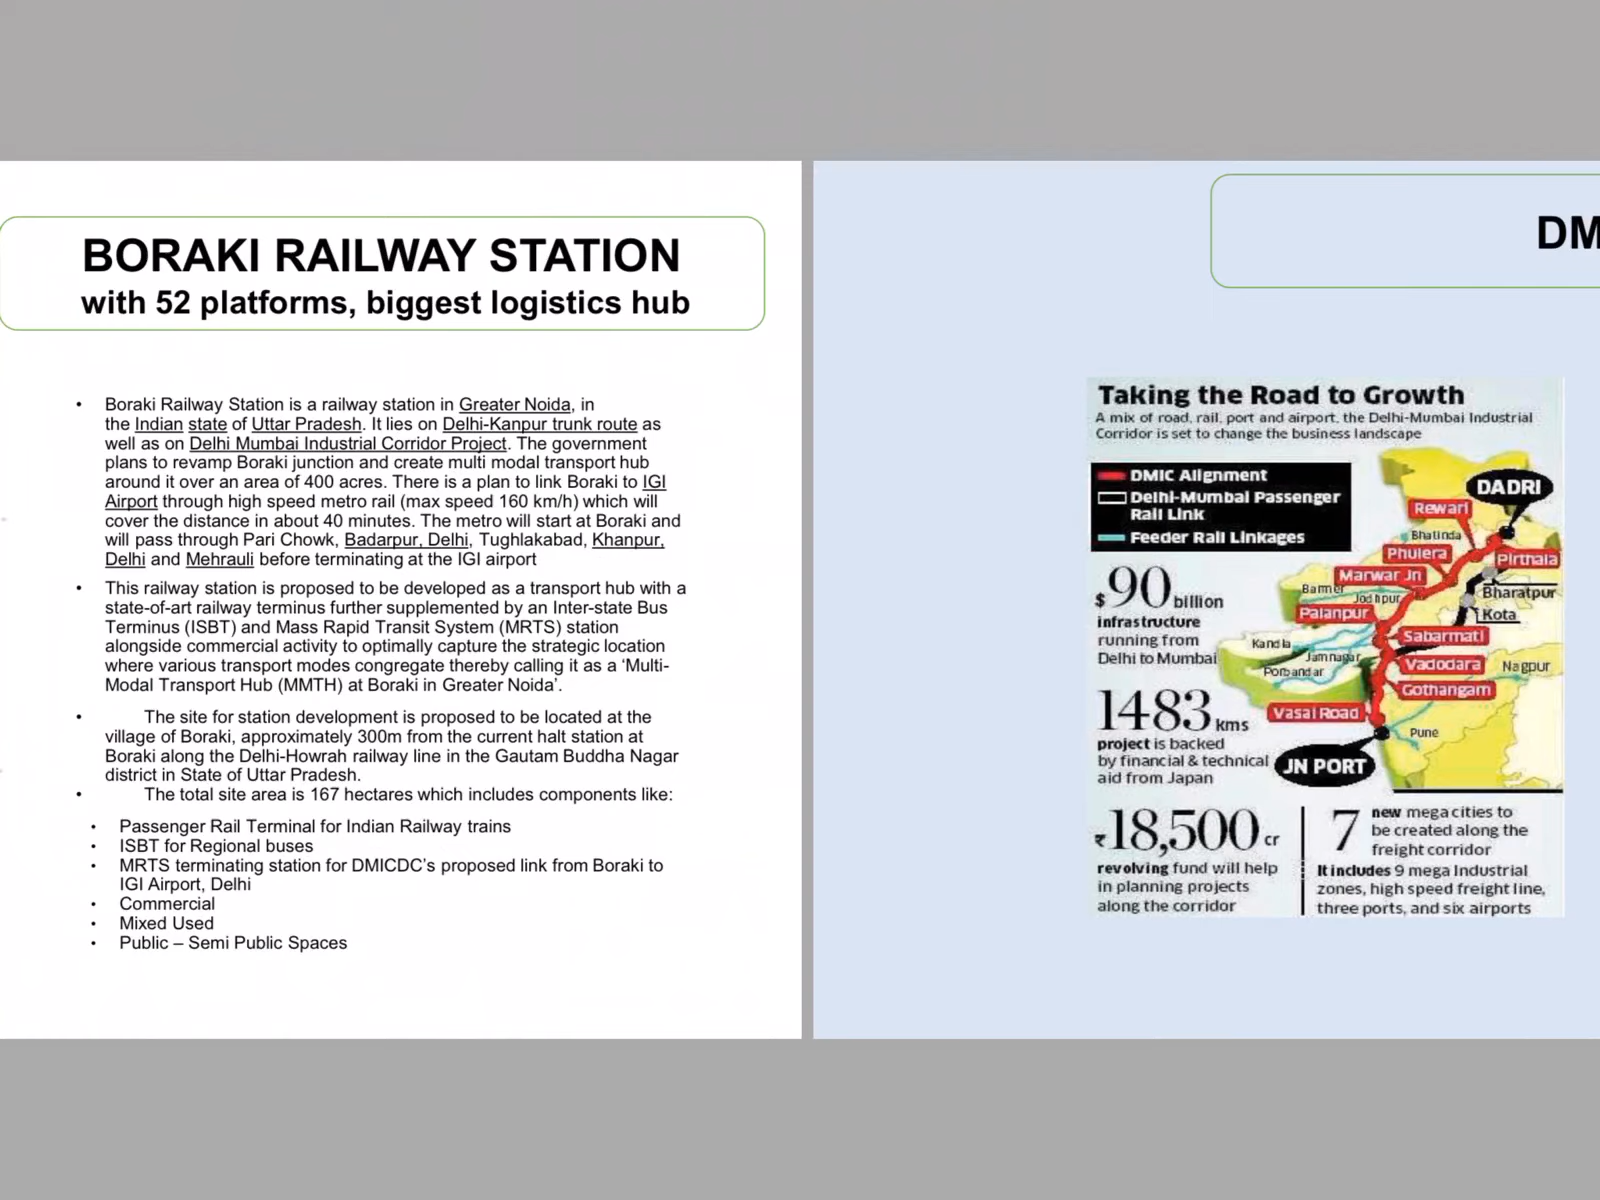 BORAKI RAILWAY STATION
with 52 platforms, biggest logistics hub
• Boraki Railway Station is a railway station in Greater Noida, in
the Indian state of Uttar Pradesh. It lies on Delhi-Kanpur trunk route as
well as on Delhi Mumbai Industrial Corridor Project. The government
plans to revamp Boraki junction and create multi modal transport hub
around it over an area of 400 acres. There is a plan to link Boraki to IGI
Airport through high speed metro rail (max speed 160 km/h) which will
cover the distance in about 40 minutes. The metro will start at Boraki and
will pass through Pari Chowk, Badarpur, Delhi, Tughlakabad, Khanpur,
Delhi and Mehrauli before terminating at the IGI airport
• This railway station is proposed to be developed as a transport hub with a
state-of-art railway terminus further supplemented by an Inter-state Bus
Terminus (ISBT) and Mass Rapid Transit System (MRTS) station
alongside commercial activity to optimally capture the strategic location
where various transport modes congregate thereby calling it as a ‘Multi-
Modal Transport Hub (MMTH) at Boraki in Greater Noida’.
• The site for station development is proposed to be located at the
village of Boraki, approximately 300m from the current halt station at
Boraki along the Delhi-Howrah railway line in the Gautam Buddha Nagar
district in State of Uttar Pradesh.
• The total site area is 167 hectares which includes components like:
• Passenger Rail Terminal for Indian Railway trains
• ISBT for Regional buses
• MRTS terminating station for DMICDC’s proposed link from Boraki to
IGI Airport, Delhi
• Commercial
• Mixed Used
• Public – Semi Public Spaces
DM
Taking the Road to Growth
A mix of road, rail, port and airport, the Delhi-Mumbai Industrial
Corridor is set to change the business landscape
DMIC Alignment
Delhi-Mumbai Passenger
Rail Link
Feeder Rail Linkages
DADRI
Rewari
Bhatinda
Phulera
Pirthala
Marwar Jn
Barmer
Jodhpur
Bharatpur
Palanpur
Kota
Sabarmati
Kandla
Jamnagar
Vadodara
Nagpur
Porbandar
Gothangam
Vasai Road
Pune
JN PORT
$90 billion
infrastructure
running from
Delhi to Mumbai
1483 kms
project is backed
by financial & technical
aid from Japan
₹18,500 cr
revolving fund will help
in planning projects
along the corridor
7 new mega cities to
be created along the
freight corridor
It includes 9 mega Industrial
zones, high speed freight line,
three ports, and six airports